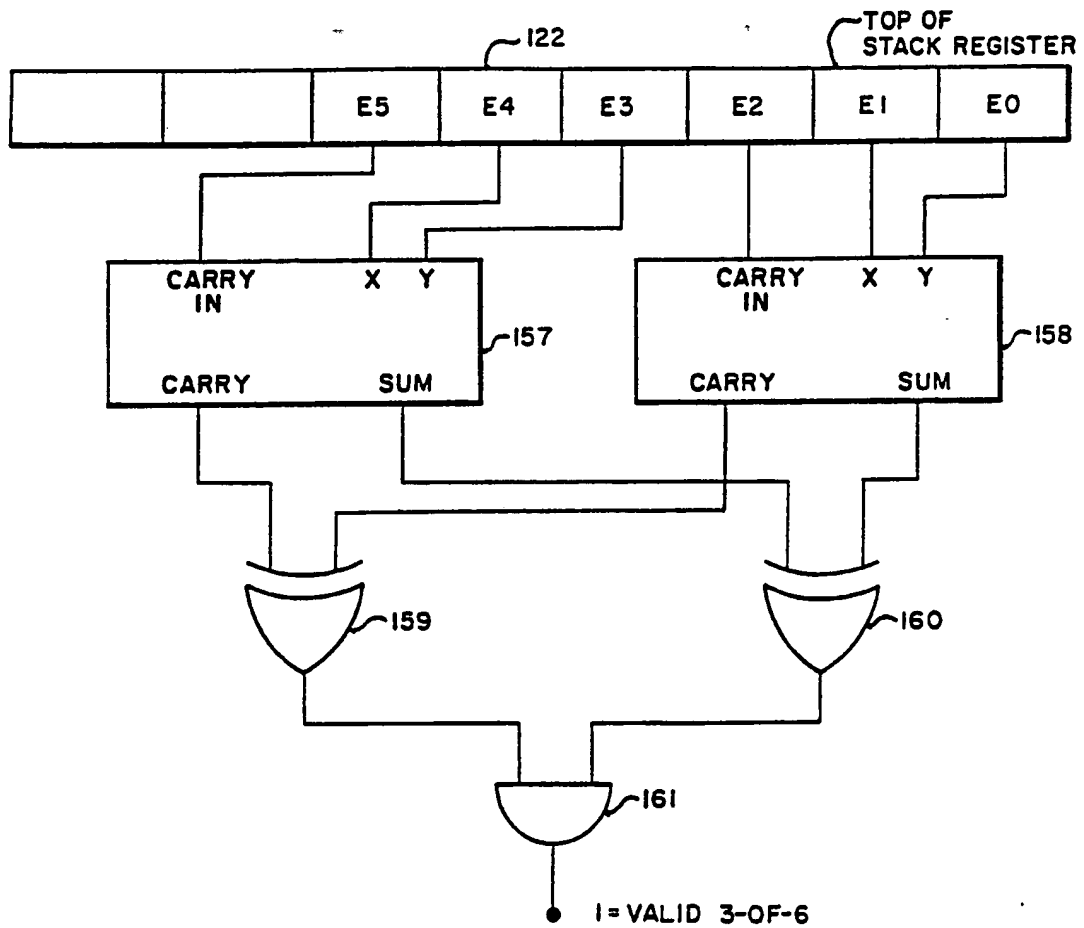 122
TOP OF
STACK REGISTER
E5 E4 E3 E2 E1 E0
CARRY IN X Y
157
CARRY SUM
CARRY IN X Y
158
CARRY SUM
159
160
161
1 = VALID 3-OF-6